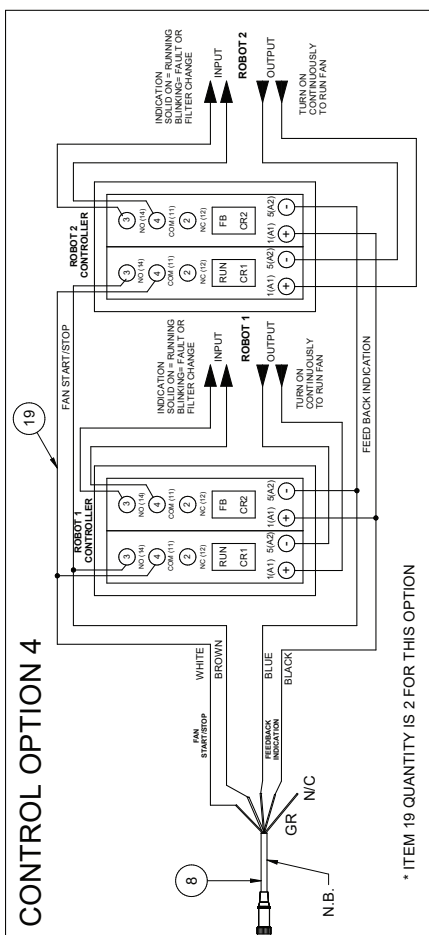 CONTROL OPTION 4
19
FAN START/STOP
ROBOT 1
CONTROLLER
3
NO (14)
4
COM (11)
2
NC (12)
RUN
CR1
1(A1)
5(A2)
+
-
3
NO (14)
4
COM (11)
2
NC (12)
FB
CR2
1(A1)
5(A2)
+
-
INDICATION
SOLID ON = RUNNING
BLINKING= FAULT OR
FILTER CHANGE
INPUT
ROBOT 1
OUTPUT
TURN ON
CONTINUOUSLY
TO RUN FAN
ROBOT 2
CONTROLLER
3
NO (14)
4
COM (11)
2
NC (12)
RUN
CR1
1(A1)
5(A2)
+
-
3
NO (14)
4
COM (11)
2
NC (12)
FB
CR2
1(A1)
5(A2)
+
-
INDICATION
SOLID ON = RUNNING
BLINKING= FAULT OR
FILTER CHANGE
INPUT
ROBOT 2
OUTPUT
TURN ON
CONTINUOUSLY
TO RUN FAN
FEED BACK INDICATION
WHITE
BROWN
FAN
START/STOP
BLUE
BLACK
FEEDBACK
INDICATION
8
GR
N/C
N.B.
* ITEM 19 QUANTITY IS 2 FOR THIS OPTION